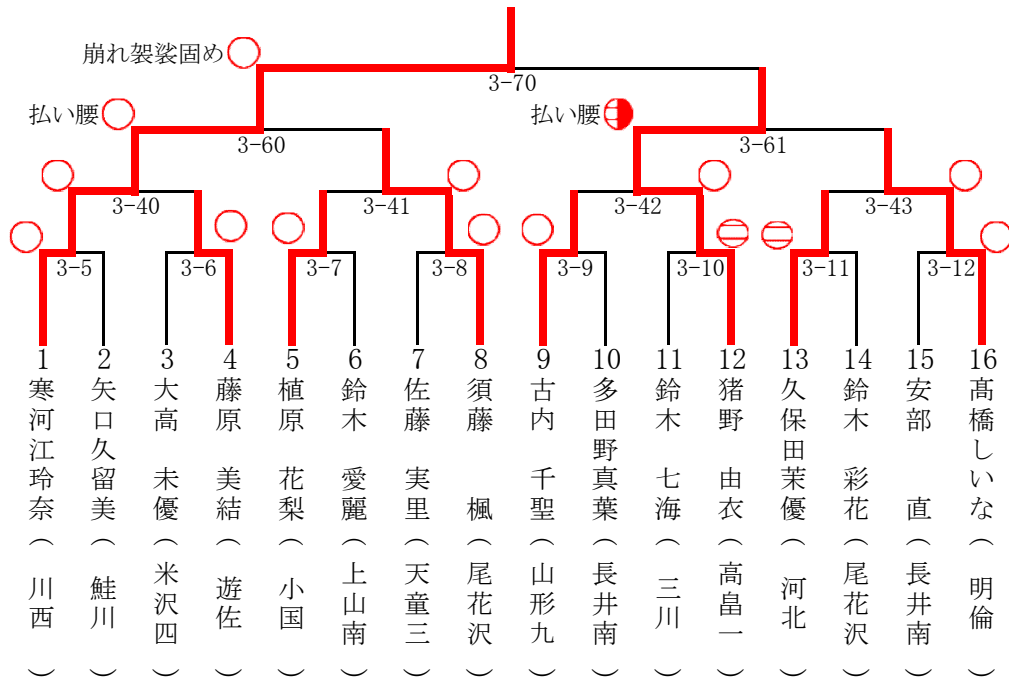 崩れ袈裟固め
3-70
払い腰
払い腰
3-60
3-61
3-40
3-41
3-42
3-43
3-5
3-6
3-7
3-8
3-9
3-10
3-11
3-12
1 寒河江玲奈（川西）
2 矢口久留美（鮭川）
3 大高 未優（米沢四）
4 藤原 美結（遊佐）
5 植原 花梨（小国）
6 鈴木 愛麗（上山南）
7 佐藤 実里（天童三）
8 須藤 楓（尾花沢）
9 古内 千聖（山形九）
10 多田野真葉（長井南）
11 鈴木 七海（三川）
12 猪野 由衣（高畠一）
13 久保田茉優（河北）
14 鈴木 彩花（尾花沢）
15 安部 直（長井南）
16 髙橋しいな（明倫）